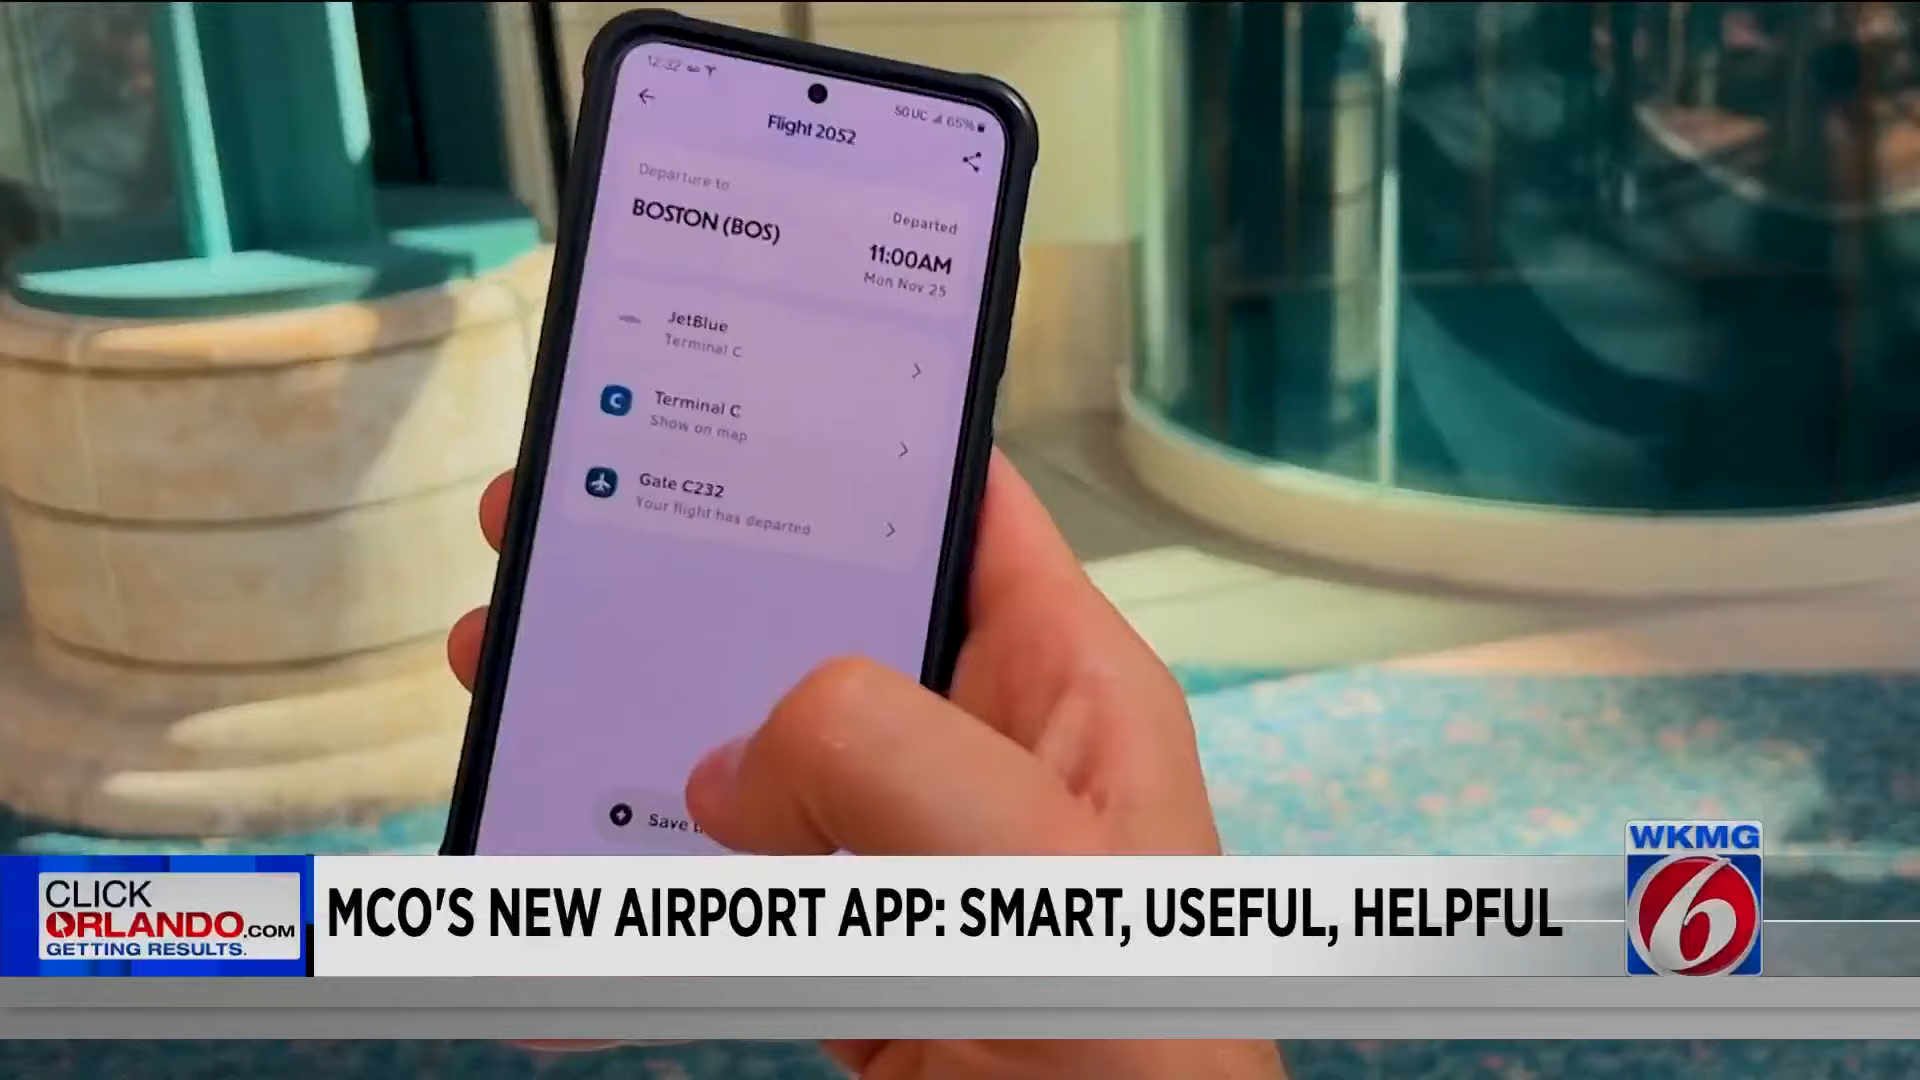 12:32
5G UC 65%
Flight 2052
Departure to
BOSTON (BOS)
Departed
11:00AM
Mon Nov 25
JetBlue
Terminal C
C
Terminal C
Show on map
Gate C232
Your flight has departed
Save
CLICK
ORLANDO.COM
GETTING RESULTS.
MCO'S NEW AIRPORT APP: SMART, USEFUL, HELPFUL
WKMG
6